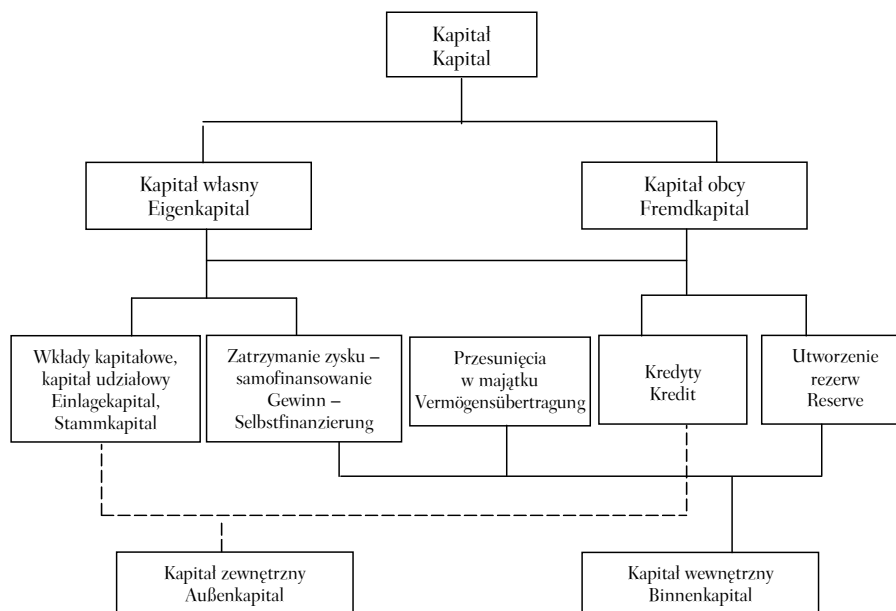 Kapitał
Kapital
Kapitał własny
Eigenkapital
Kapitał obcy
Fremdkapital
Wkłady kapitałowe,
kapitał udziałowy
Einlagekapital,
Stammkapital
Zatrzymanie zysku –
samofinansowanie
Gewinn –
Selbstfinanzierung
Przesunięcia
w majątku
Vermögensübertragung
Kredyty
Kredit
Utworzenie
rezerw
Reserve
Kapitał zewnętrzny
Außenkapital
Kapitał wewnętrzny
Binnenkapital